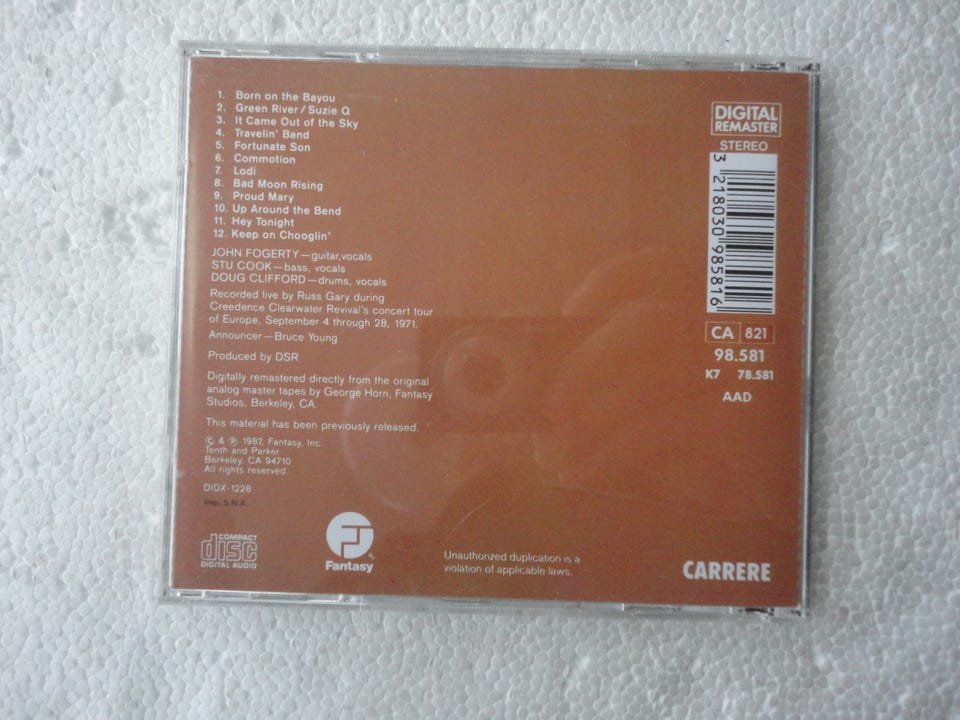 1. Born on the Bayou
2. Green River / Suzie Q
3. It Came Out of the Sky
4. Travelin' Band
5. Fortunate Son
6. Commotion
7. Lodi
8. Bad Moon Rising
9. Proud Mary
10. Up Around the Bend
11. Hey Tonight
12. Keep on Chooglin'
JOHN FOGERTY—guitar,vocals
STU COOK—bass, vocals
DOUG CLIFFORD—drums, vocals
Recorded live by Russ Gary during
Creedence Clearwater Revival's concert tour
of Europe, September 4 through 28, 1971.
Announcer—Bruce Young
Produced by DSR
Digitally remastered directly from the original
analog master tapes by George Horn, Fantasy
Studios, Berkeley, CA.
This material has been previously released.
© & ℗ 1987, Fantasy, Inc.
Tenth and Parker
Berkeley, CA 94710
All rights reserved.
DIDX-1228
Imp. S.N.A.
COMPACT
disc
DIGITAL AUDIO
Fantasy
Unauthorized duplication is a
violation of applicable laws.
DIGITAL
REMASTER
STEREO
3 218030 985816
CA 821
98.581
K7 78.581
AAD
CARRERE